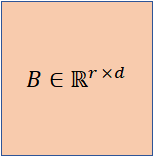 B ∈ ℝ^{r×d}